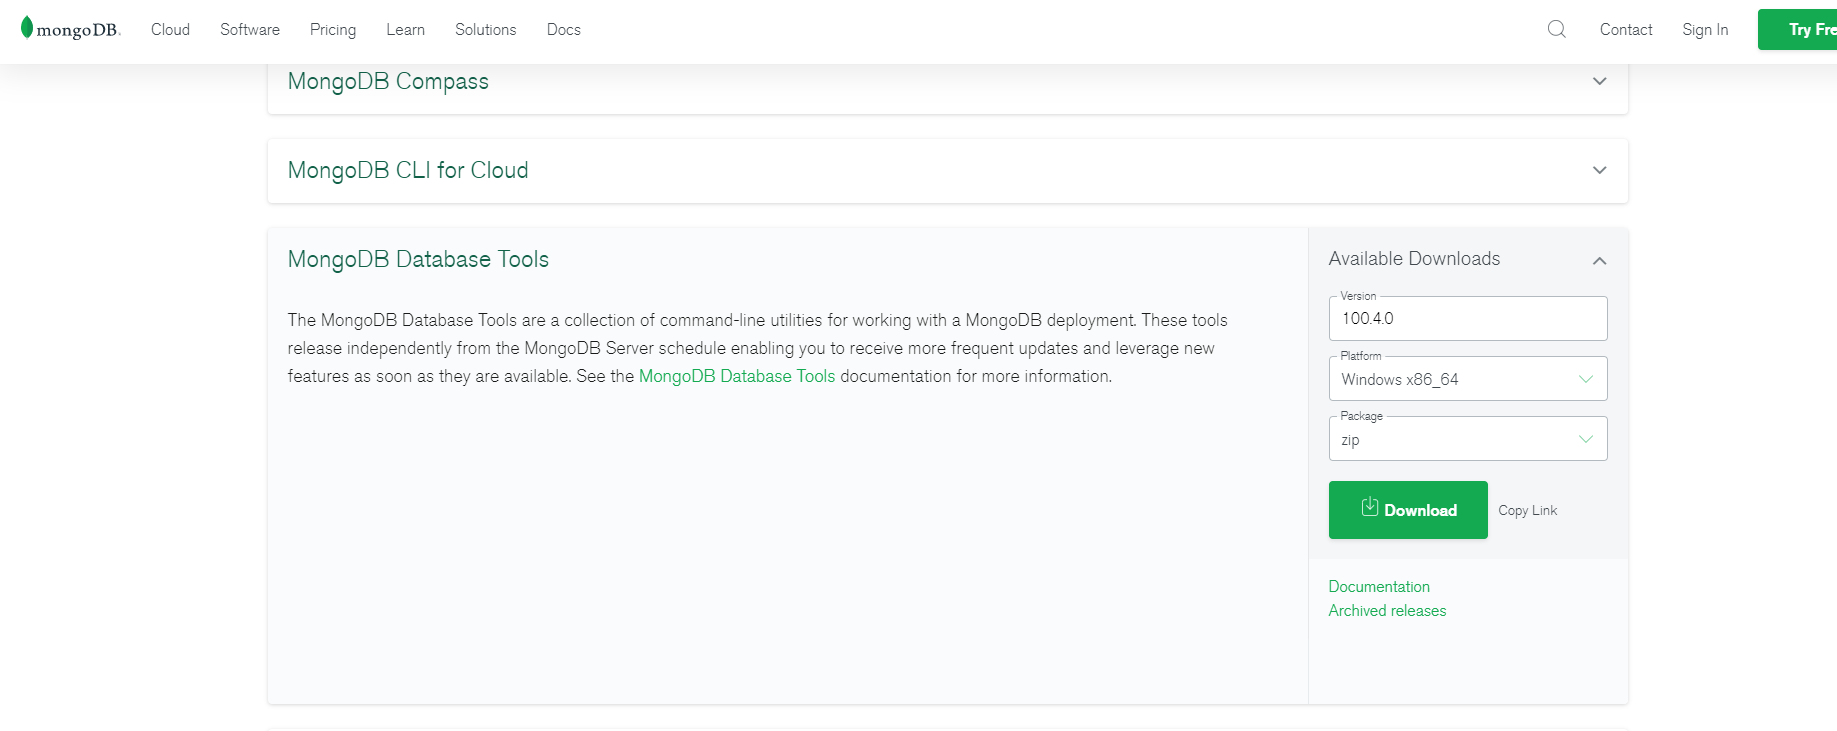 mongoDB.
Cloud
Software
Pricing
Learn
Solutions
Docs
Contact
Sign In
Try Fre
MongoDB Compass
MongoDB CLI for Cloud
MongoDB Database Tools
The MongoDB Database Tools are a collection of command-line utilities for working with a MongoDB deployment. These tools
release independently from the MongoDB Server schedule enabling you to receive more frequent updates and leverage new
features as soon as they are available. See the MongoDB Database Tools documentation for more information.
Available Downloads
Version
100.4.0
Platform
Windows x86_64
Package
zip
Download
Copy Link
Documentation
Archived releases